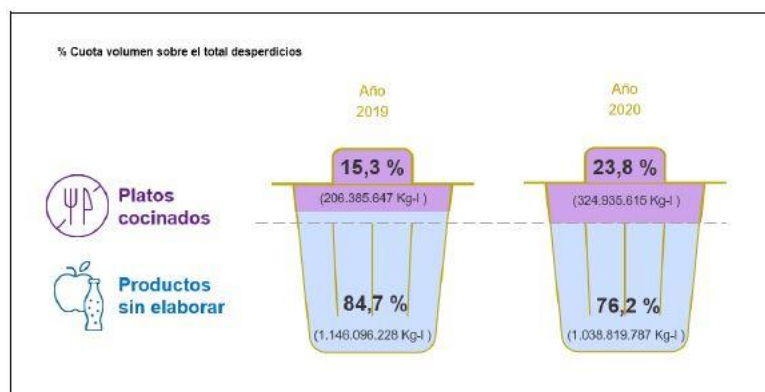 % Cuota volumen sobre el total desperdicios
Año
2019
Año
2020
15,3 %
23,8 %
(206.385.647 Kg-l )
(324.935.615 Kg-l )
Platos
cocinados
Productos
sin elaborar
84,7 %
76,2 %
(1.146.096.228 Kg-l )
(1.038.819.787 Kg-l )